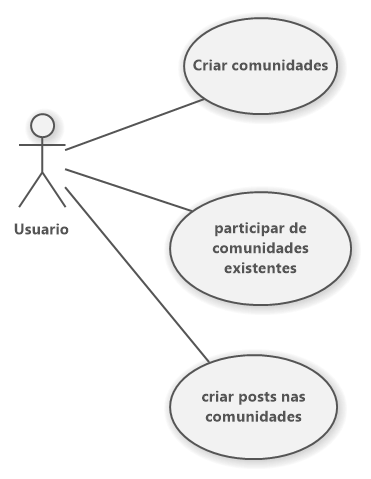 Criar comunidades
Usuario
participar de
comunidades
existentes
criar posts nas
comunidades